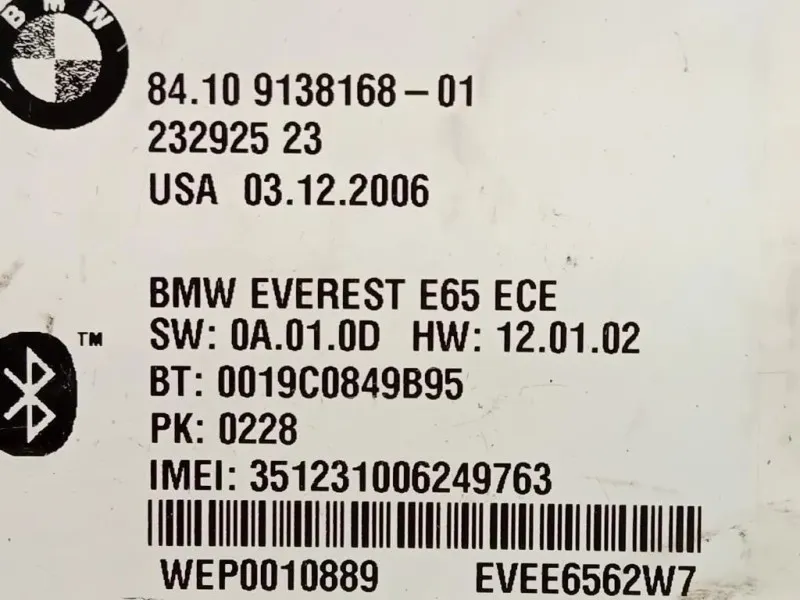 BMW
84.10 9138168-01
232925 23
USA 03.12.2006
BMW EVEREST E65 ECE
TM
SW: 0A.01.0D HW: 12.01.02
BT: 0019C0849B95
PK: 0228
IMEI: 351231006249763
WEP0010889 EVEE6562W7